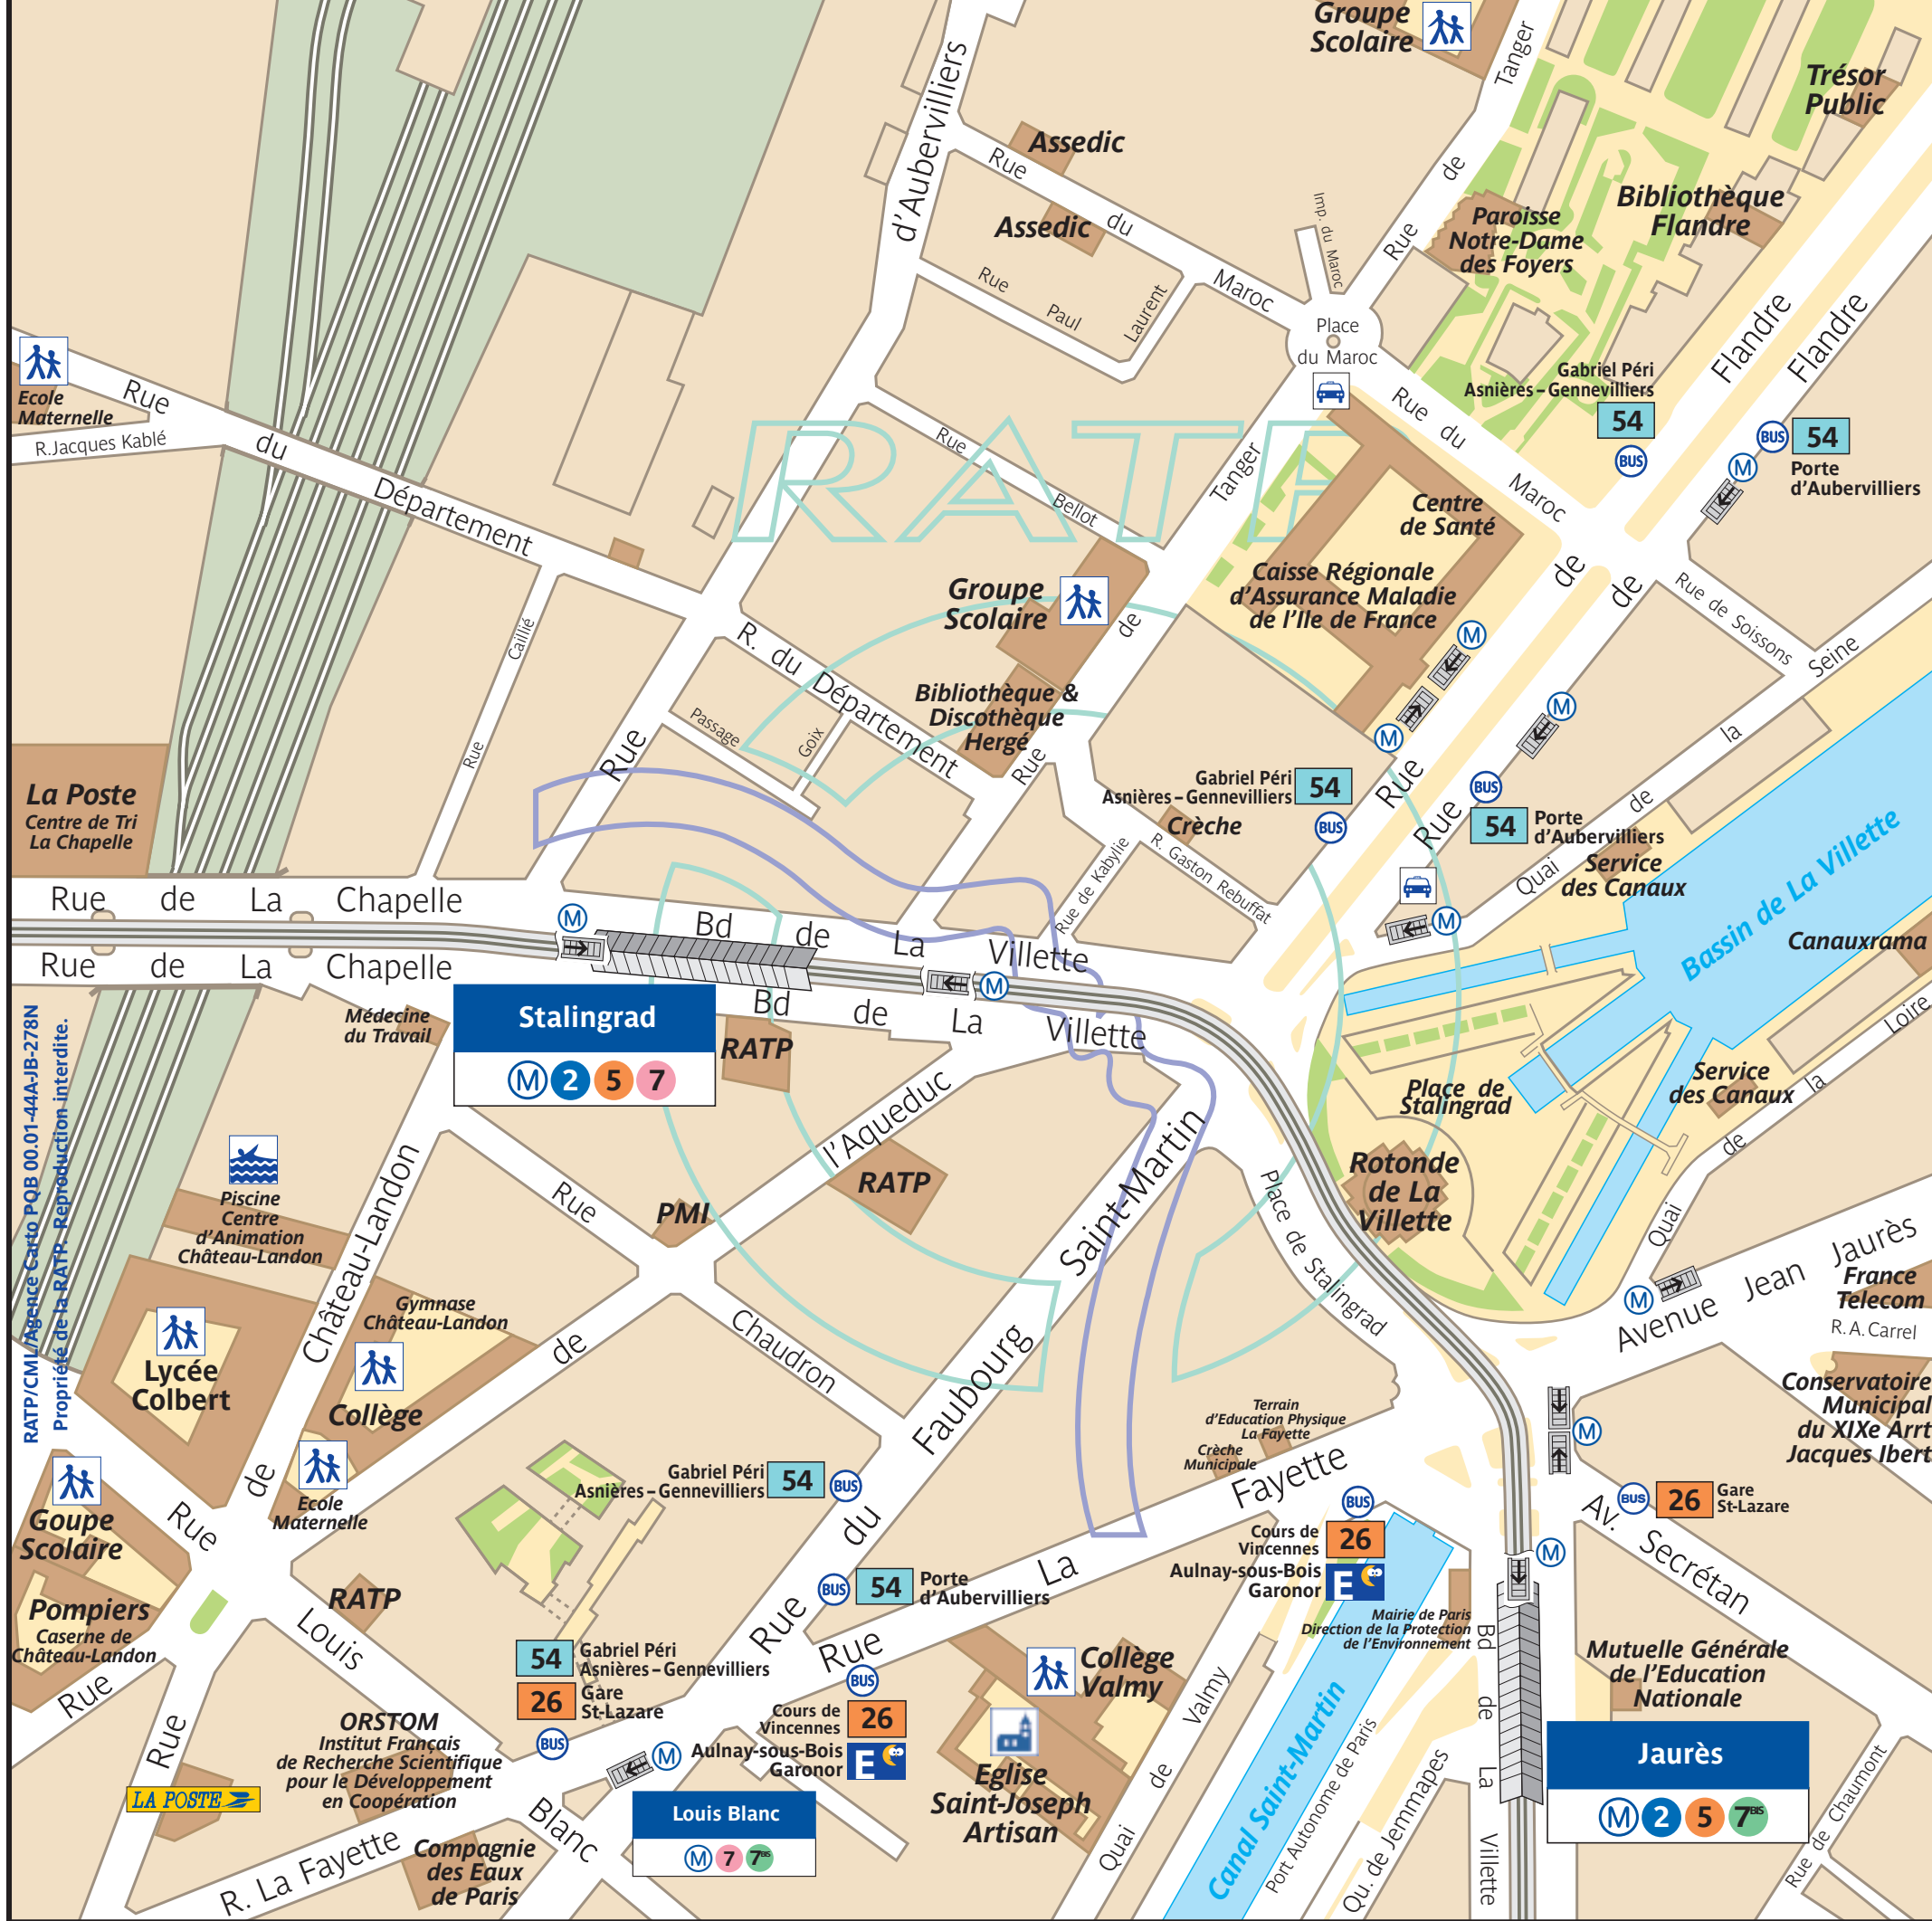 Groupe
Scolaire
Tanger
Trésor
Public
d'Aubervilliers
Assedic
Rue
du
Maroc
Assedic
Imp. du Maroc
de
Rue
Paroisse
Notre-Dame
des Foyers
Bibliothèque
Flandre
Rue
Paul
Laurent
Place
du Maroc
Flandre
Flandre
Ecole
Maternelle
Rue
R.Jacques Kablé
du
Département
Gabriel Péri
Asnières – Gennevilliers
54
BUS
BUS
54
Porte
d'Aubervilliers
M
Rue
du
Maroc
RATP
Rue
Bellot
Tanger
Centre
de Santé
Caisse Régionale
d'Assurance Maladie
de l'Ile de France
de
de
Rue de Soissons
Seine
Groupe
Scolaire
de
M
Caillié
Rue
R. du Département
Bibliothèque &
Discothèque
Hergé
Rue
Passage
Goix
Rue
M
M
la
de
Quai
La Poste
Centre de Tri
La Chapelle
Gabriel Péri
Asnières – Gennevilliers
54
BUS
Rue
Rue
BUS
54
Porte
d'Aubervilliers
Crèche
R. Gaston Rebuffat
Rue de Kabylie
Service
des Canaux
Bassin de La Villette
Canauxrama
Rue de La Chapelle
M
Bd de La Villette
M
M
Rue de La Chapelle
Bd de La Villette
Médecine
du Travail
Stalingrad
M 2 5 7
RATP
Loire
la
de
Quai
Service
des Canaux
Place de
Stalingrad
RATP/CML/Agence Carto PQB 00.01-44A-JB-278N
Propriété de la RATP. Reproduction interdite.
Piscine
Centre
d'Animation
Château-Landon
Château-Landon
de
Rue
PMI
l'Aqueduc
de
RATP
Saint-Martin
Faubourg
du
Rue
Place de Stalingrad
Rotonde
de La
Villette
Jaurès
Jean
Avenue
M
France
Telecom
R.A.Carrel
Gymnase
Château-Landon
Chaudron
Lycée
Colbert
Collège
Conservatoire
Municipal
du XIXe Arrt
Jacques Ibert
Terrain
d'Education Physique
La Fayette
Crèche
Municipale
Fayette
La
Rue
M
Goupe
Scolaire
Rue
Ecole
Maternelle
Gabriel Péri
Asnières – Gennevilliers
54
BUS
BUS
Cours de
Vincennes
26
Aulnay-sous-Bois
Garonor
E
BUS
26
Gare
St-Lazare
Av. Secrétan
M
BUS
54
Porte
d'Aubervilliers
RATP
Louis
Pompiers
Caserne de
Château-Landon
Rue
Rue
Mairie de Paris
Direction de la Protection
de l'Environnement
Bd
de
La
Villette
Mutuelle Générale
de l'Education
Nationale
54
Gabriel Péri
Asnières – Gennevilliers
26
Gare
St-Lazare
BUS
Collège
Valmy
BUS
Cours de
Vincennes
26
Aulnay-sous-Bois
Garonor
E
Valmy
de
Quai
Canal Saint-Martin
Port Autonome de Paris
Qu. de Jemmapes
Jaurès
M 2 5 7BIS
Rue de Chaumont
ORSTOM
Institut Français
de Recherche Scientifique
pour le Développement
en Coopération
LA POSTE
M
Blanc
Louis Blanc
M 7 7BIS
Eglise
Saint-Joseph
Artisan
R. La Fayette
Compagnie
des Eaux
de Paris